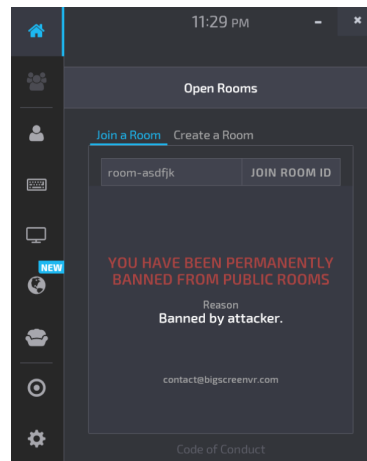 11:29 PM
Open Rooms
Join a Room Create a Room
room-asdfjk JOIN ROOM ID
NEW
YOU HAVE BEEN PERMANENTLY
BANNED FROM PUBLIC ROOMS
Reason
Banned by attacker.
contact@bigscreenvr.com
Code of Conduct